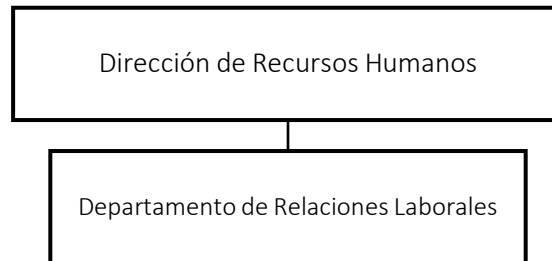 Dirección de Recursos Humanos
Departamento de Relaciones Laborales